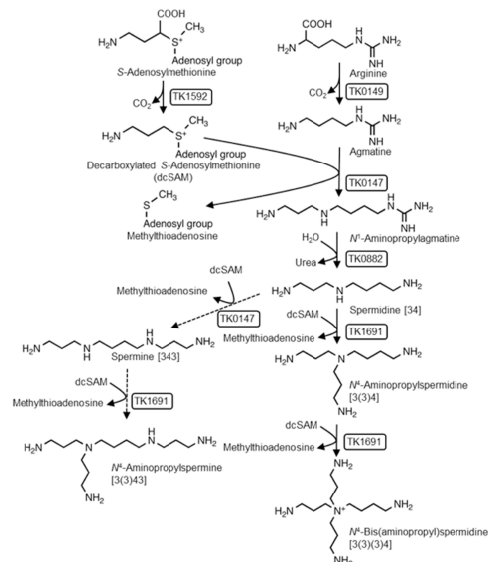 COOH
CH3
H2N
S+
Adenosyl group
S-Adenosylmethionine
CO2
TK1592
H2N
CH3
S+
Adenosyl group
Decarboxylated S-Adenosylmethionine
(dcSAM)
COOH
H2N
H
N
NH2
NH
Arginine
CO2
TK0149
H2N
H
N
NH2
NH
Agmatine
TK0147
CH3
S
Adenosyl group
Methylthioadenosine
H2N
N
H
H
N
NH2
NH
N1-Aminopropylagmatine
H2O
Urea
TK0882
H2N
N
H
NH2
Spermidine [34]
dcSAM
Methylthioadenosine
TK0147
H2N
N
H
H
N
NH2
Spermine [343]
dcSAM
Methylthioadenosine
TK1691
H2N
N
H
N
NH2
NH2
N4-Aminopropylspermine
[3(3)43]
dcSAM
Methylthioadenosine
TK1691
H2N
N
NH2
NH2
N4-Aminopropylspermidine
[3(3)4]
dcSAM
Methylthioadenosine
TK1691
NH2
H2N
N+
NH2
NH2
N4-Bis(aminopropyl)spermidine
[3(3)(3)4]